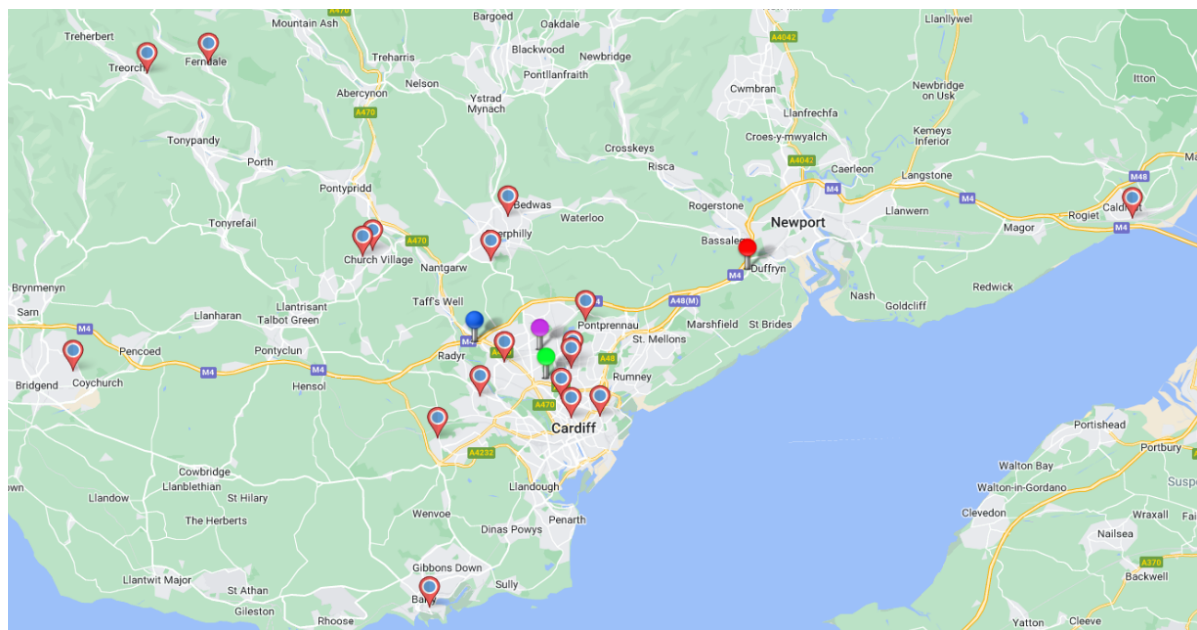 A470
Bargoed
Oakdale
A4042
Llanllywel
Treherbert
Mountain Ash
Blackwood
Newbridge
Treorch
Ferndale
Treharris
Pontllanfraith
Itton
Abercynon
Nelson
Ystrad
Mynach
Cwmbran
Newbridge
on Usk
A470
Llanfrechfa
Tonypandy
Crosskeys
Croes-y-mwyalch
Kemeys
Inferior
Porth
Risca
A4042
Caerleon
M48
Pontypridd
Langstone
M4
Bedwas
Rogerstone
M4
Rogiet
Tonyrefail
Waterloo
Newport
Llanwern
Magor
M4
A470
Bassaleg
Church Village
Nantgarw
M4
Duffryn
Brynmenyn
Redwick
Sarn
Llanharan
Llantrisant
Talbot Green
Taff's Well
M4
A48(M)
Nash
Goldcliff
M4
Pencoed
Pontyclun
Radyr
M4
Pontprennau
Marshfield
St Brides
St. Mellons
A48
Bridgend
Coychurch
M4
Hensol
M4
Rumney
A470
Cardiff
Portishead
A4232
Portbury
Cowbridge
Walton Bay
Llandow
Llanblethian
St Hilary
Llandough
Walton-in-Gordano
The Herberts
Wenvoe
Penarth
Clevedon
Wraxall
Dinas Powys
Nailsea
Gibbons Down
A370
Llantwit Major
St Athan
Sully
Backwell
Gileston
Rhoose
Yatton
Cleeve